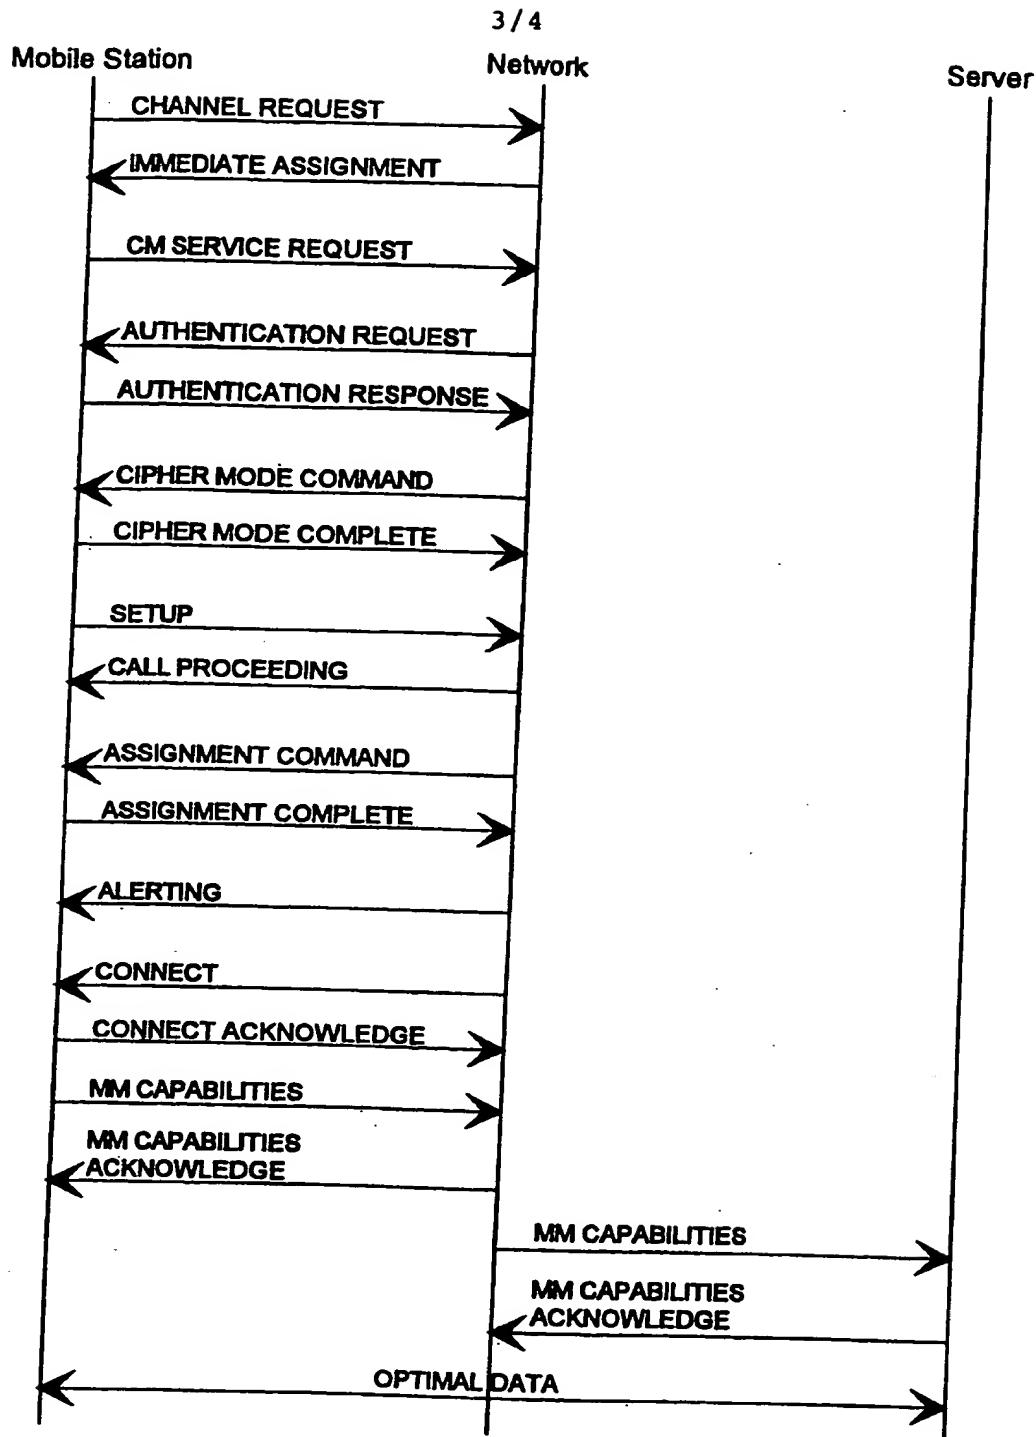 3/4
Mobile Station
Network
Server
CHANNEL REQUEST
IMMEDIATE ASSIGNMENT
CM SERVICE REQUEST
AUTHENTICATION REQUEST
AUTHENTICATION RESPONSE
CIPHER MODE COMMAND
CIPHER MODE COMPLETE
SETUP
CALL PROCEEDING
ASSIGNMENT COMMAND
ASSIGNMENT COMPLETE
ALERTING
CONNECT
CONNECT ACKNOWLEDGE
MM CAPABILITIES
MM CAPABILITIES
ACKNOWLEDGE
MM CAPABILITIES
MM CAPABILITIES
ACKNOWLEDGE
OPTIMAL DATA